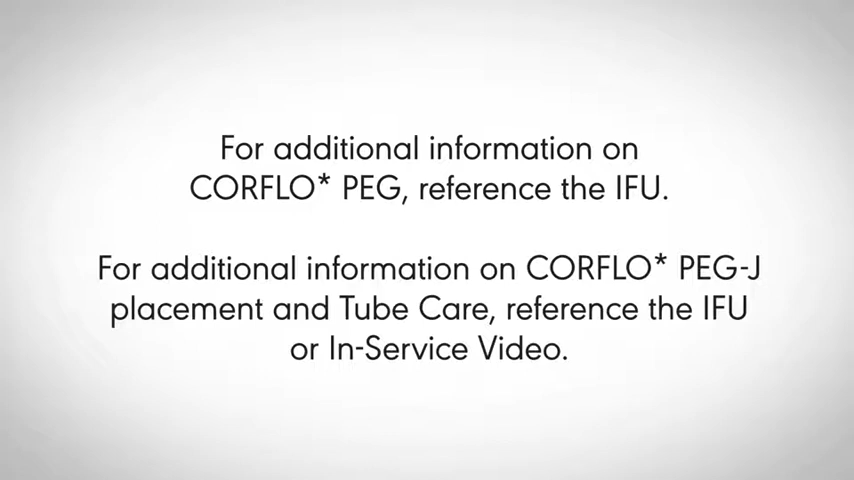 For additional information on
CORFLO* PEG, reference the IFU.
For additional information on CORFLO* PEG-J
placement and Tube Care, reference the IFU
or In-Service Video.